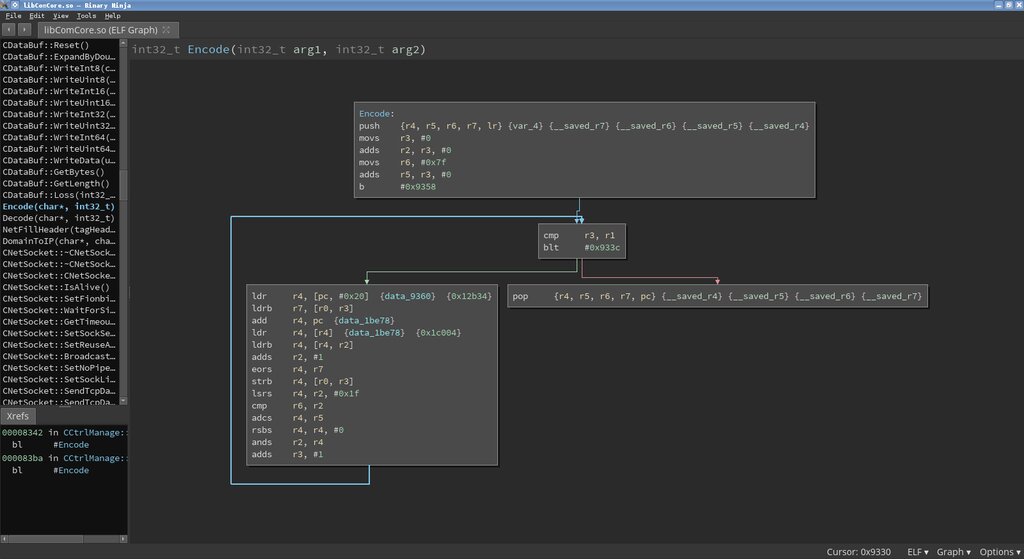 libComCore.so – Binary Ninja
File Edit View Tools Help
libComCore.so (ELF Graph)
int32_t Encode(int32_t arg1, int32_t arg2)
CDataBuf::Reset()
CDataBuf::ExpandByDou…
CDataBuf::WriteInt8(c…
CDataBuf::WriteUint8(…
CDataBuf::WriteInt16(…
CDataBuf::WriteUint16…
CDataBuf::WriteInt32(…
CDataBuf::WriteUint32…
CDataBuf::WriteInt64(…
CDataBuf::WriteUint64…
CDataBuf::WriteData(u…
CDataBuf::GetBytes()
CDataBuf::GetLength()
CDataBuf::Loss(int32_…
Encode(char*, int32_t)
Decode(char*, int32_t)
NetFillHeader(tagHead…
DomainToIP(char*, cha…
CNetSocket::~CNetSock…
CNetSocket::~CNetSock…
CNetSocket::CNetSocke…
CNetSocket::IsAlive()
CNetSocket::SetFionbi…
CNetSocket::WaitForSi…
CNetSocket::GetTimeou…
CNetSocket::SetSockSe…
CNetSocket::SetReuseA…
CNetSocket::Broadcast…
CNetSocket::SetNoPipe…
CNetSocket::SetSockLi…
CNetSocket::SendTcpDa…
CNetSocket::SendTcpDa…
Xrefs
00008342 in CCtrlManage::
bl #Encode
000083ba in CCtrlManage::
bl #Encode
Encode:
push {r4, r5, r6, r7, lr} {var_4} {__saved_r7} {__saved_r6} {__saved_r5} {__saved_r4}
movs r3, #0
adds r2, r3, #0
movs r6, #0x7f
adds r5, r3, #0
b #0x9358
cmp r3, r1
blt #0x933c
ldr r4, [pc, #0x20] {data_9360} {0x12b34}
ldrb r7, [r0, r3]
add r4, pc {data_1be78}
ldr r4, [r4] {data_1be78} {0x1c004}
ldrb r4, [r4, r2]
adds r2, #1
eors r4, r7
strb r4, [r0, r3]
lsrs r4, r2, #0x1f
cmp r6, r2
adcs r4, r5
rsbs r4, r4, #0
ands r2, r4
adds r3, #1
pop {r4, r5, r6, r7, pc} {__saved_r4} {__saved_r5} {__saved_r6} {__saved_r7}
Cursor: 0x9330 ELF ▾ Graph ▾ Options ▾